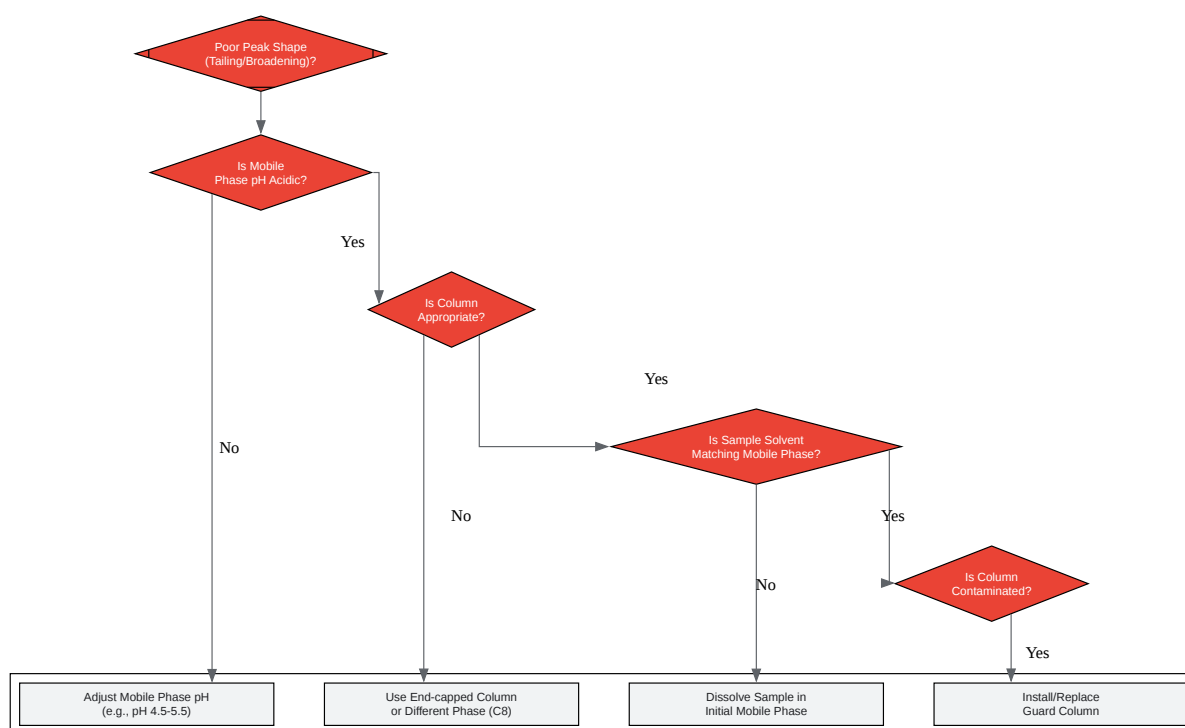 Poor Peak Shape
(Tailing/Broadening)?
Is Mobile
Phase pH Acidic?
Yes
Is Column
Appropriate?
Yes
No
Is Sample Solvent
Matching Mobile Phase?
No
Yes
Is Column
Contaminated?
No
Yes
Adjust Mobile Phase pH
(e.g., pH 4.5-5.5)
Use End-capped Column
or Different Phase (C8)
Dissolve Sample in
Initial Mobile Phase
Install/Replace
Guard Column